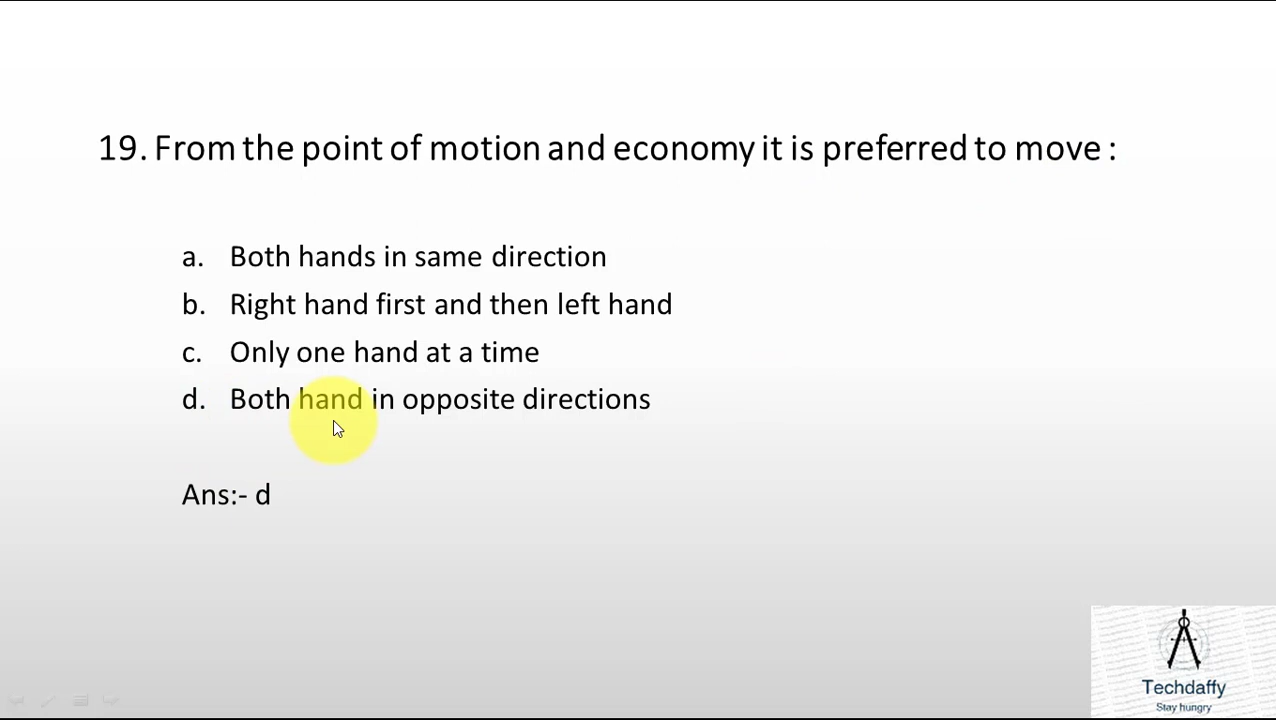 19. From the point of motion and economy it is preferred to move :
a. Both hands in same direction
b. Right hand first and then left hand
c. Only one hand at a time
d. Both hand in opposite directions
Ans:- d
Techdaffy
Stay hungry